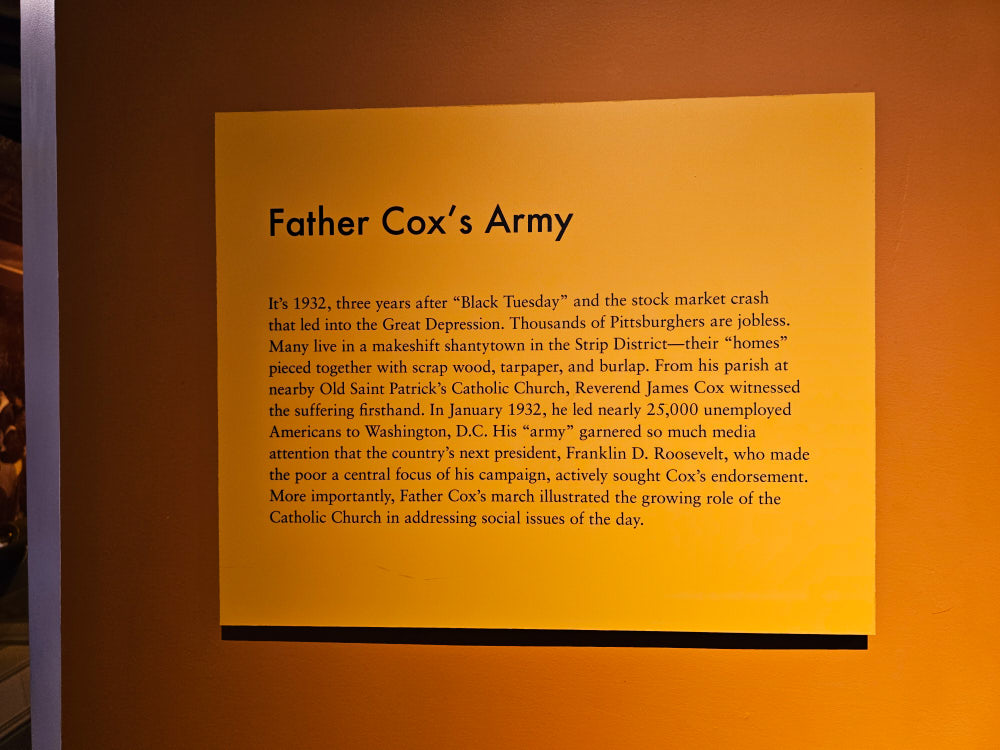 Father Cox’s Army
It’s 1932, three years after “Black Tuesday” and the stock market crash
that led into the Great Depression. Thousands of Pittsburghers are jobless.
Many live in a makeshift shantytown in the Strip District—their “homes”
pieced together with scrap wood, tarpaper, and burlap. From his parish at
nearby Old Saint Patrick’s Catholic Church, Reverend James Cox witnessed
the suffering firsthand. In January 1932, he led nearly 25,000 unemployed
Americans to Washington, D.C. His “army” garnered so much media
attention that the country’s next president, Franklin D. Roosevelt, who made
the poor a central focus of his campaign, actively sought Cox’s endorsement.
More importantly, Father Cox’s march illustrated the growing role of the
Catholic Church in addressing social issues of the day.